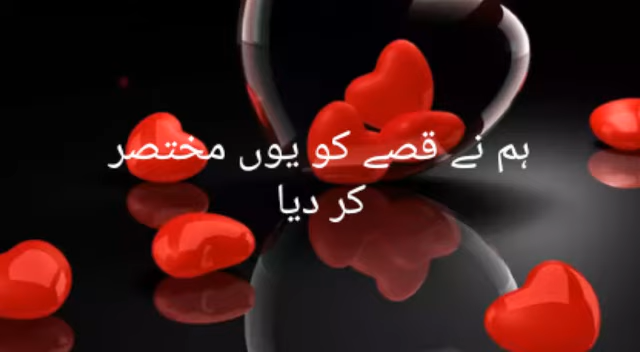 ہم نے قصے کو یوں مختصر
کر دیا